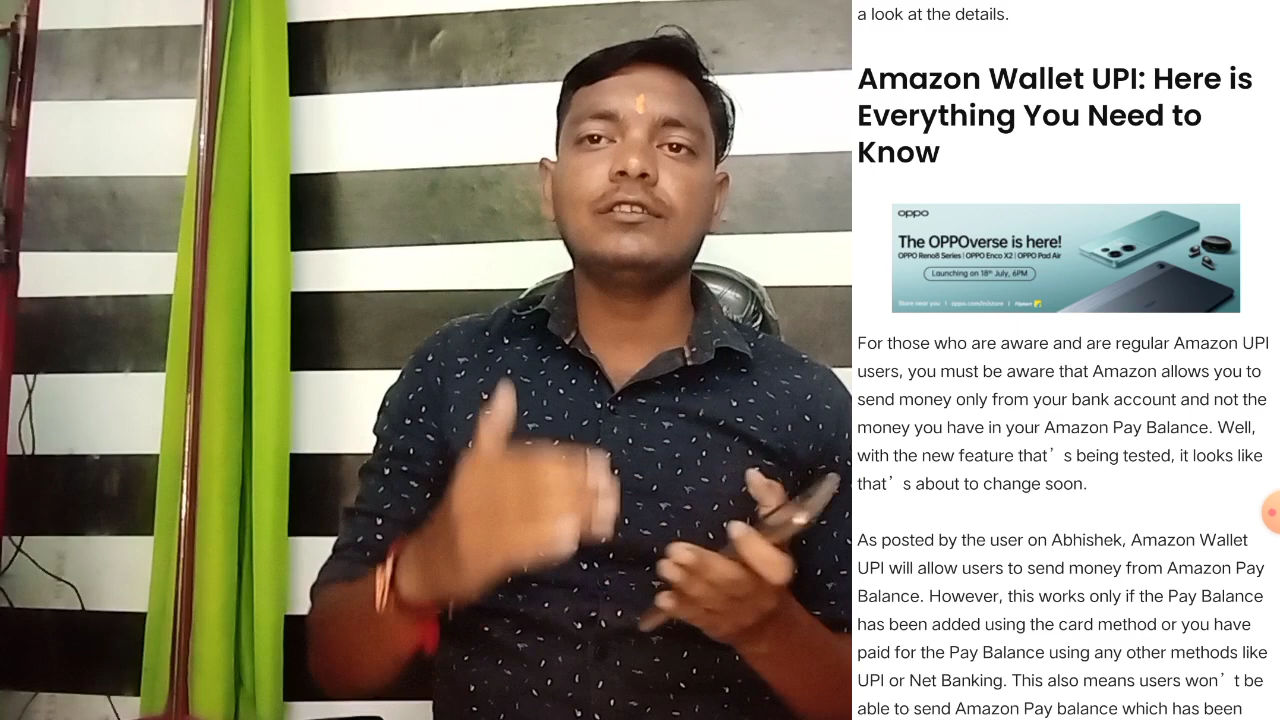 a look at the details.
Amazon Wallet UPI: Here is
Everything You Need to
Know
oppo
The OPPOverse is here!
OPPO Reno8 Series | OPPO Enco X2 | OPPO Pad Air
Launching on 18th July, 6PM
Store near you | oppo.com/in/store | Flipkart
For those who are aware and are regular Amazon UPI
users, you must be aware that Amazon allows you to
send money only from your bank account and not the
money you have in your Amazon Pay Balance. Well,
with the new feature that’s being tested, it looks like
that’s about to change soon.
As posted by the user on Abhishek, Amazon Wallet
UPI will allow users to send money from Amazon Pay
Balance. However, this works only if the Pay Balance
has been added using the card method or you have
paid for the Pay Balance using any other methods like
UPI or Net Banking. This also means users won’t be
able to send Amazon Pay balance which has been